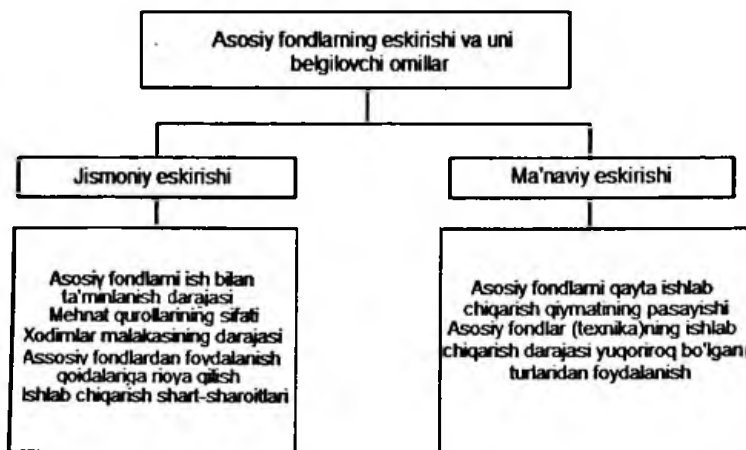 Asosiy fondlarning eskirishi va uni
belgilovchi omillar
Jismoniy eskirishi
Ma'naviy eskirishi
Asosiy fondlarni ish bilan
ta'minlanish darajasi
Mehnat qurollarining sifati
Xodimlar malakasining darajasi
Assosiy fondlardan foydalanish
qoidalariga rioya qilish
Ishlab chiqarish shart-sharoitlari
Asosiy fondlarni qayta ishlab
chiqarish qiymatining pasayishi
Asosiy fondlar (texnika)ning ishlab
chiqarish darajasi yuqoriroq bo'lgan
turlaridan foydalanish